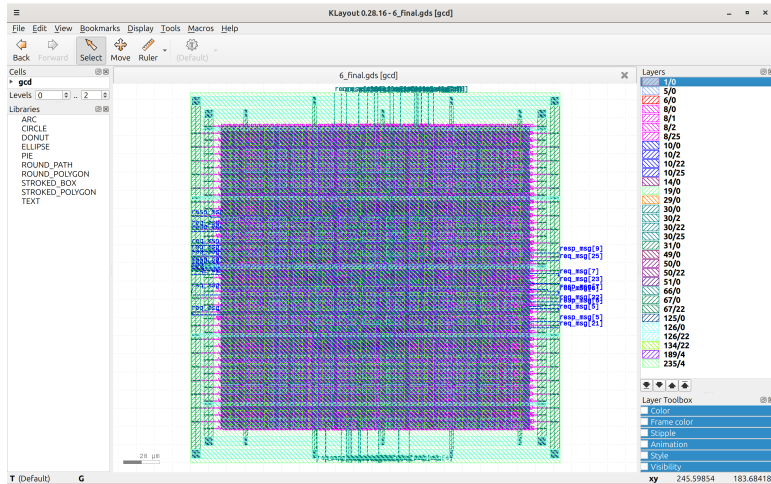 KLayout 0.28.16 - 6_final.gds [gcd]
File Edit View Bookmarks Display Tools Macros Help
Back Forward Select Move Ruler (Default)
Cells
gcd
Levels 0 .. 2
Libraries
ARC
CIRCLE
DONUT
ELLIPSE
PIE
ROUND_PATH
ROUND_POLYGON
STROKED_BOX
STROKED_POLYGON
TEXT
6_final.gds [gcd]
resp_msg[9]
req_msg[25]
req_msg[7]
req_msg[23]
req_msg[5]
resp_msg[5]
req_msg[21]
20 µm
Layers
1/0
5/0
6/0
8/0
8/1
8/2
8/25
10/0
10/2
10/22
10/25
14/0
19/0
29/0
30/0
30/2
30/22
30/25
31/0
49/0
50/0
50/22
51/0
66/0
67/0
67/22
125/0
126/0
126/22
134/22
189/4
235/4
Layer Toolbox
Color
Frame color
Stipple
Animation
Style
Visibility
T (Default) G xy 245.59854 183.68418